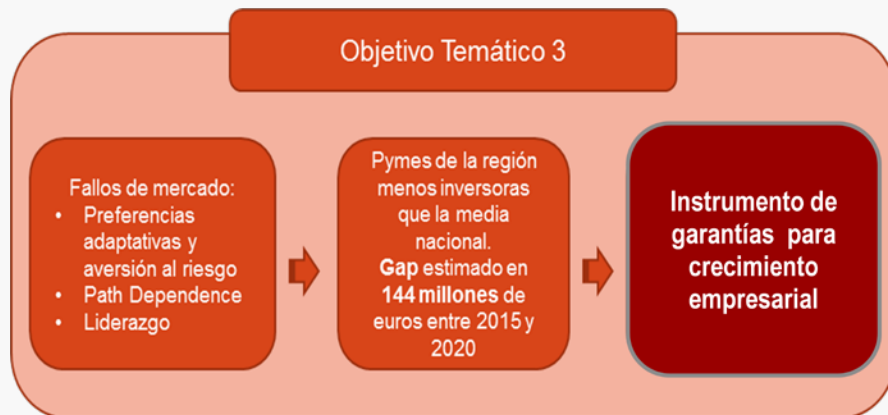 Objetivo Temático 3
Fallos de mercado:
• Preferencias
adaptativas y
aversión al riesgo
• Path Dependence
• Liderazgo
Pymes de la región
menos inversoras
que la media
nacional.
Gap estimado en
144 millones de
euros entre 2015 y
2020
Instrumento de
garantías para
crecimiento
empresarial